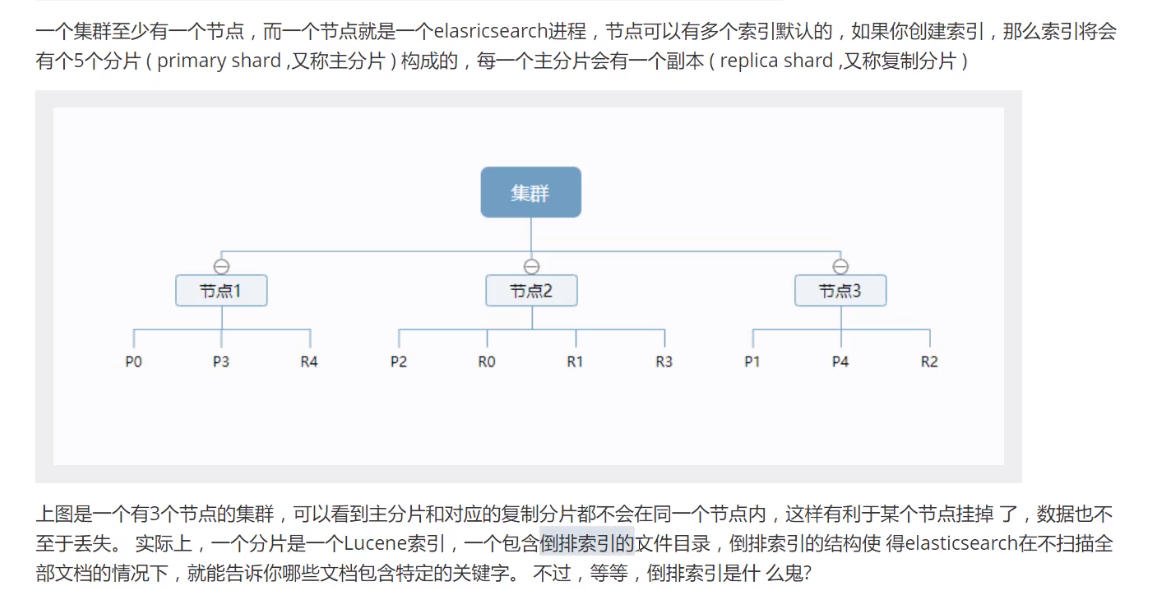 一个集群至少有一个节点，而一个节点就是一个elasricsearch进程，节点可以有多个索引默认的，如果你创建索引，那么索引将会
有个5个分片 ( primary shard ,又称主分片 ) 构成的，每一个主分片会有一个副本 ( replica shard ,又称复制分片 )
集群
节点1 节点2 节点3
P0 P3 R4 P2 R0 R1 R3 P1 P4 R2
上图是一个有3个节点的集群，可以看到主分片和对应的复制分片都不会在同一个节点内，这样有利于某个节点挂掉 了，数据也不
至于丢失。 实际上，一个分片是一个Lucene索引，一个包含倒排索引的文件目录，倒排索引的结构使 得elasticsearch在不扫描全
部文档的情况下，就能告诉你哪些文档包含特定的关键字。 不过，等等，倒排索引是什 么鬼?